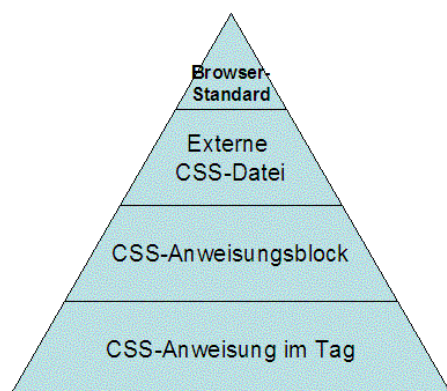 Browser-
Standard
Externe
CSS-Datei
CSS-Anweisungsblock
CSS-Anweisung im Tag